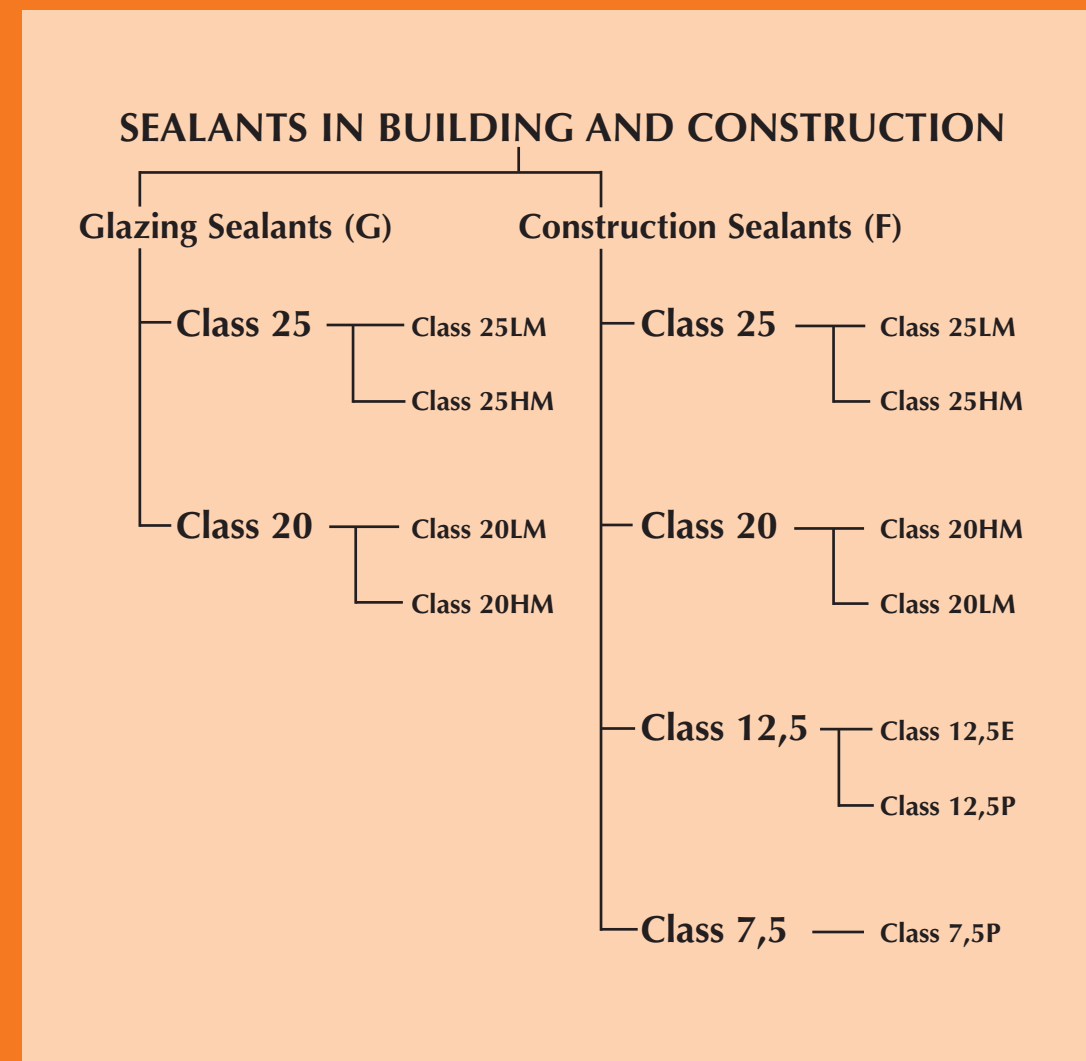 SEALANTS IN BUILDING AND CONSTRUCTION
Glazing Sealants (G)
Class 25
Class 25LM
Class 25HM
Class 20
Class 20LM
Class 20HM
Construction Sealants (F)
Class 25
Class 25LM
Class 25HM
Class 20
Class 20HM
Class 20LM
Class 12,5
Class 12,5E
Class 12,5P
Class 7,5
Class 7,5P